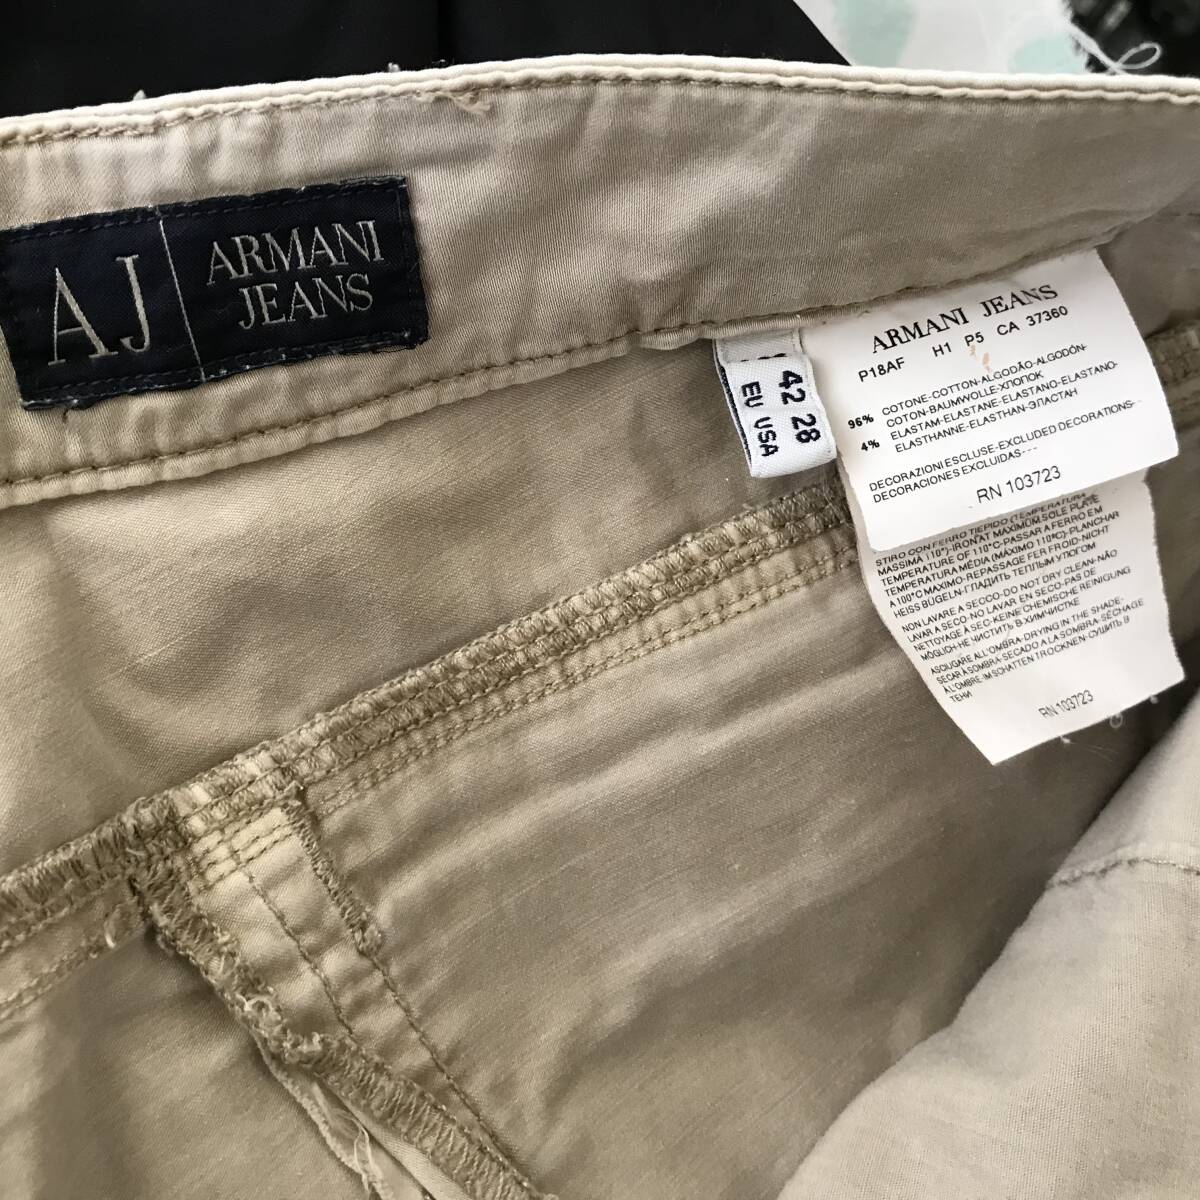 AJ
ARMANI
JEANS
42 28
EU USA
ARMANI JEANS
P18AF H1 P5 CA 37360
96% COTONE-COTTON-ALGODÃO-ALGODÓN-
COTON-BAUMWOLLE-ХЛОПОК
4% ELASTAM-ELASTANE-ELASTANO-ELASTANO-
ELASTHANNE-ELASTHAN-ЭЛАСТАН
DECORAZIONI ESCLUSE-EXCLUDED DECORATIONS-
DECORACIONES EXCLUIDAS---
RN 103723
STIRO CON FERRO TIEPIDO (TEMPERATURA
MASSIMA 110°)-IRON AT MAXIMUM SOLE PLATE
TEMPERATURE OF 110°C-PASSAR A FERRO EM
TEMPERATURA MÉDIA (MÁXIMO 110°C)-PLANCHAR
A 100°C MAXIMO-REPASSAGE FER FROID-NICHT
HEISS BÜGELN-ГЛАДИТЬ ТЕПЛЫМ УТЮГОМ
NON LAVARE A SECCO-DO NOT DRY CLEAN-NÃO
LAVAR A SECO-NO LAVAR EN SECO-PAS DE
NETTOYAGE À SEC-KEINE CHEMISCHE REINIGUNG
MÖGLICH-НЕ ЧИСТИТЬ В ХИМЧИСТКЕ
ASCIUGARE ALL'OMBRA-DRYING IN THE SHADE-
SECAR À SOMBRA-SECADO A LA SOMBRA-SÉCHAGE
À L'OMBRE-IM SCHATTEN TROCKNEN-СУШИТЬ В
ТЕНИ
RN 103723